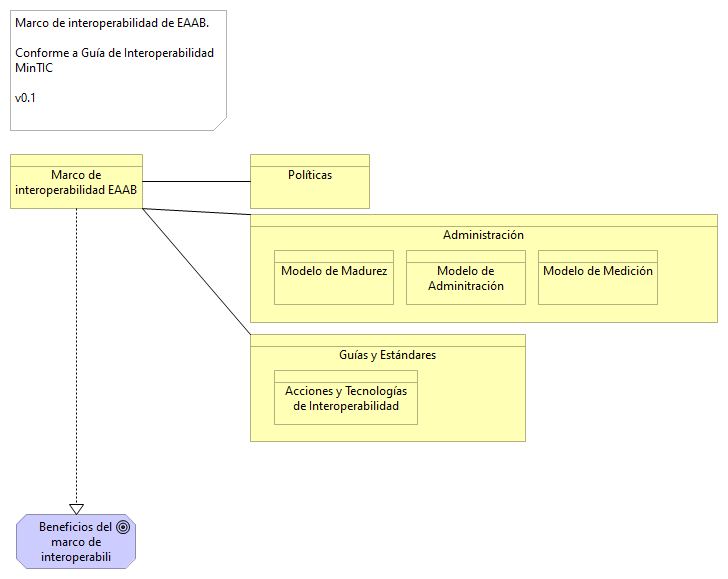 Marco de interoperabilidad de EAAB.
Conforme a Guía de Interoperabilidad
MinTIC
v0.1
Marco de
interoperabilidad EAAB
Políticas
Administración
Modelo de Madurez
Modelo de
Adminitración
Modelo de Medición
Guías y Estándares
Acciones y Tecnologías
de Interoperabilidad
Beneficios del
marco de
interoperabili